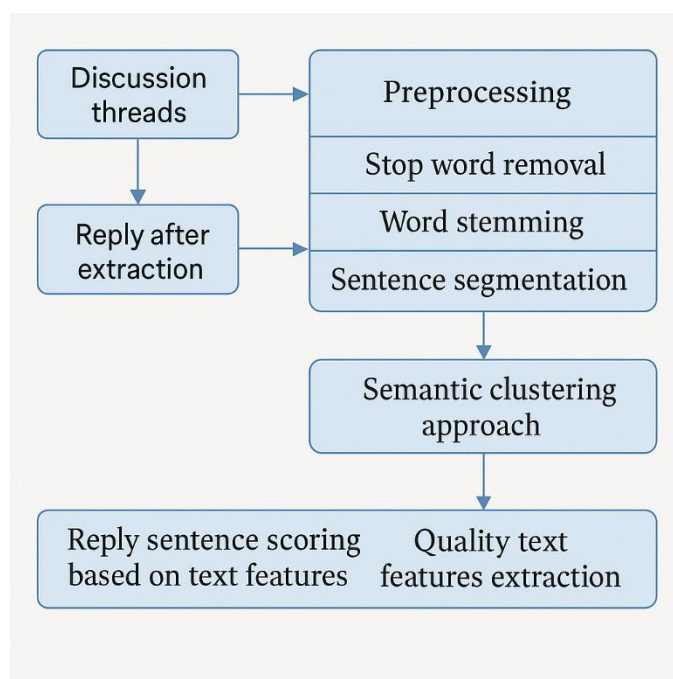 Discussion
threads
Preprocessing
Stop word removal
Reply after
extraction
Word stemming
Sentence segmentation
Semantic clustering
approach
Reply sentence scoring
based on text features
Quality text
features extraction